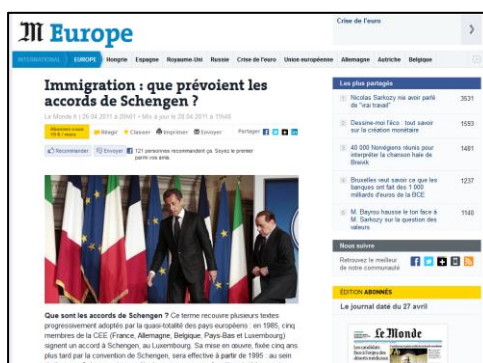 M Europe
Crise de l'euro
INTERNATIONAL EUROPE Hongrie Espagne Royaume-Uni Russie Crise de l'euro Union européenne Allemagne Autriche Belgique
Immigration : que prévoient les
accords de Schengen ?
Le Monde.fr | 26.04.2011 à 20h01 • Mis à jour le 28.04.2011 à 11h48
Abonnez-vous
15 € / mois
Réagir Classer Imprimer Envoyer Partager
Recommander Envoyer 121 personnes recommandent ça. Soyez le premier
parmi vos amis.
Que sont les accords de Schengen ? Ce terme recouvre plusieurs textes
progressivement adoptés par la quasi-totalité des pays européens : en 1985, cinq
membres de la CEE (France, Allemagne, Belgique, Pays-Bas et Luxembourg)
signent un accord à Schengen, au Luxembourg. Sa mise en œuvre, fixée cinq ans
plus tard par la convention de Schengen, sera effective à partir de 1995 : au sein
Les plus partagés
1 Nicolas Sarkozy nie avoir parlé
de "vrai travail" 3531
2 Dessine-moi l'éco : tout savoir
sur la création monétaire 1593
3 40 000 Norvégiens réunis pour
interpréter la chanson haïe de
Breivik 1481
4 Bruxelles veut savoir ce que les
banques ont fait des 1 000
milliards d'euros de la BCE 1237
5 M. Bayrou hausse le ton face à
M. Sarkozy sur la question des
valeurs 1140
Nous suivre
Retrouvez le meilleur
de notre communauté
ÉDITION ABONNÉS
Le journal daté du 27 avril
Le Monde